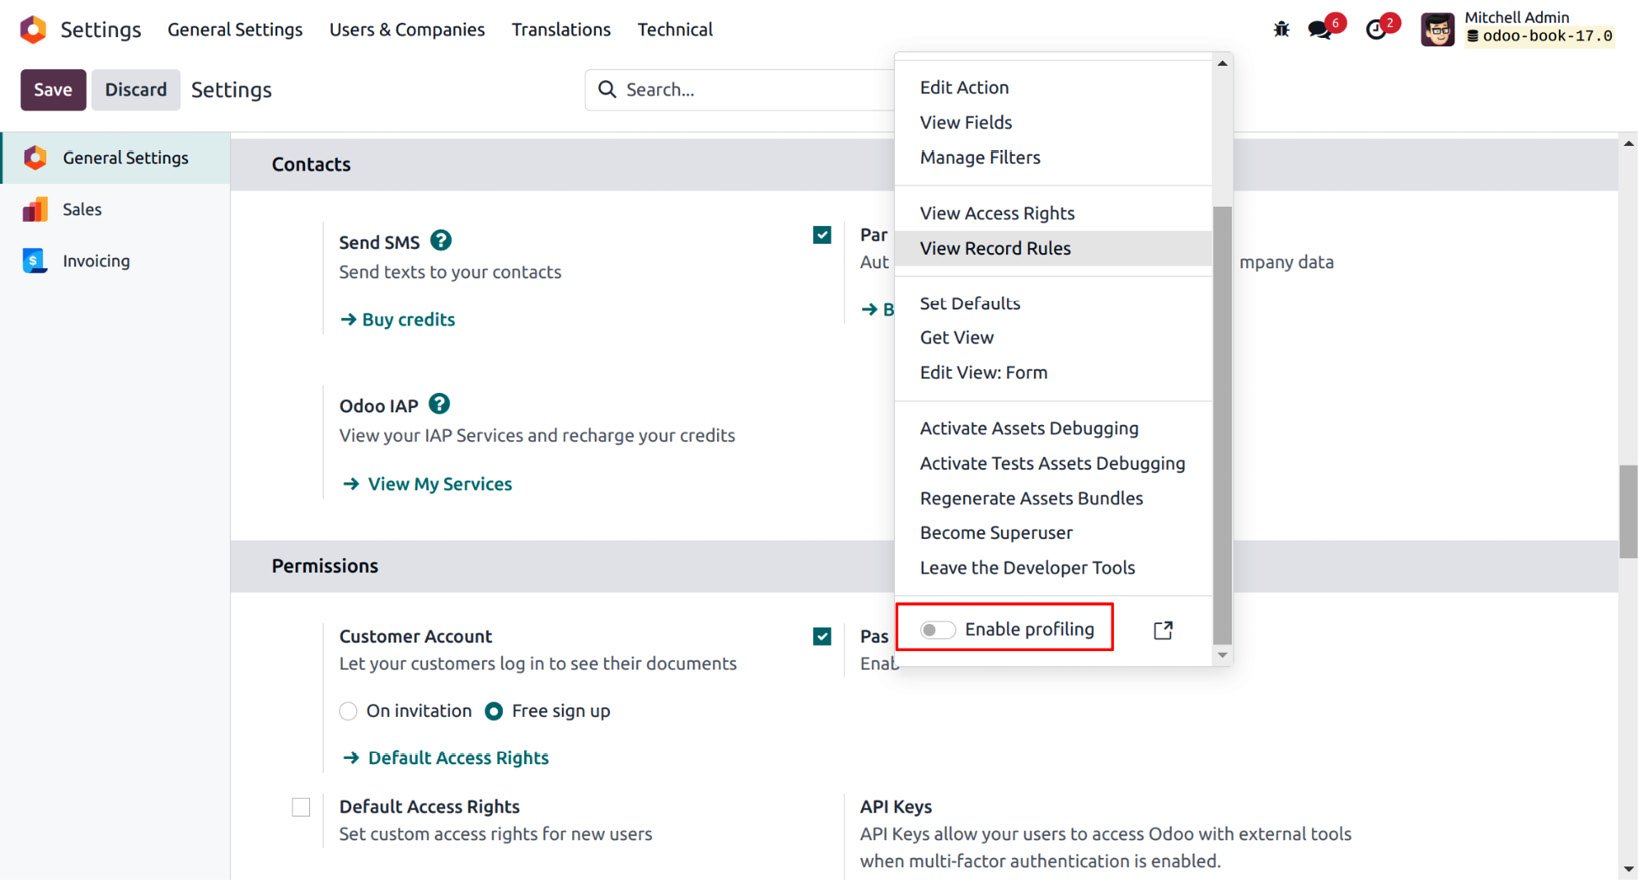 Settings General Settings Users & Companies Translations Technical 6 2 Mitchell Admin
odoo-book-17.0
Save Discard Settings Search...
General Settings
Sales
Invoicing
Contacts
Send SMS ?
Send texts to your contacts
Buy credits
Par
Aut mpany data
B
Odoo IAP ?
View your IAP Services and recharge your credits
View My Services
Edit Action
View Fields
Manage Filters
View Access Rights
View Record Rules
Set Defaults
Get View
Edit View: Form
Activate Assets Debugging
Activate Tests Assets Debugging
Regenerate Assets Bundles
Become Superuser
Leave the Developer Tools
Enable profiling
Permissions
Customer Account
Let your customers log in to see their documents
On invitation Free sign up
Default Access Rights
Pas
Enab
Default Access Rights
Set custom access rights for new users
API Keys
API Keys allow your users to access Odoo with external tools
when multi-factor authentication is enabled.